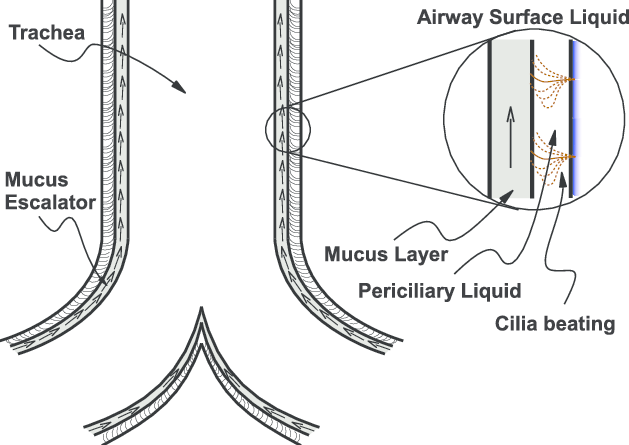 Airway Surface Liquid
Trachea
Mucus
Escalator
Mucus Layer
Periciliary Liquid
Cilia beating